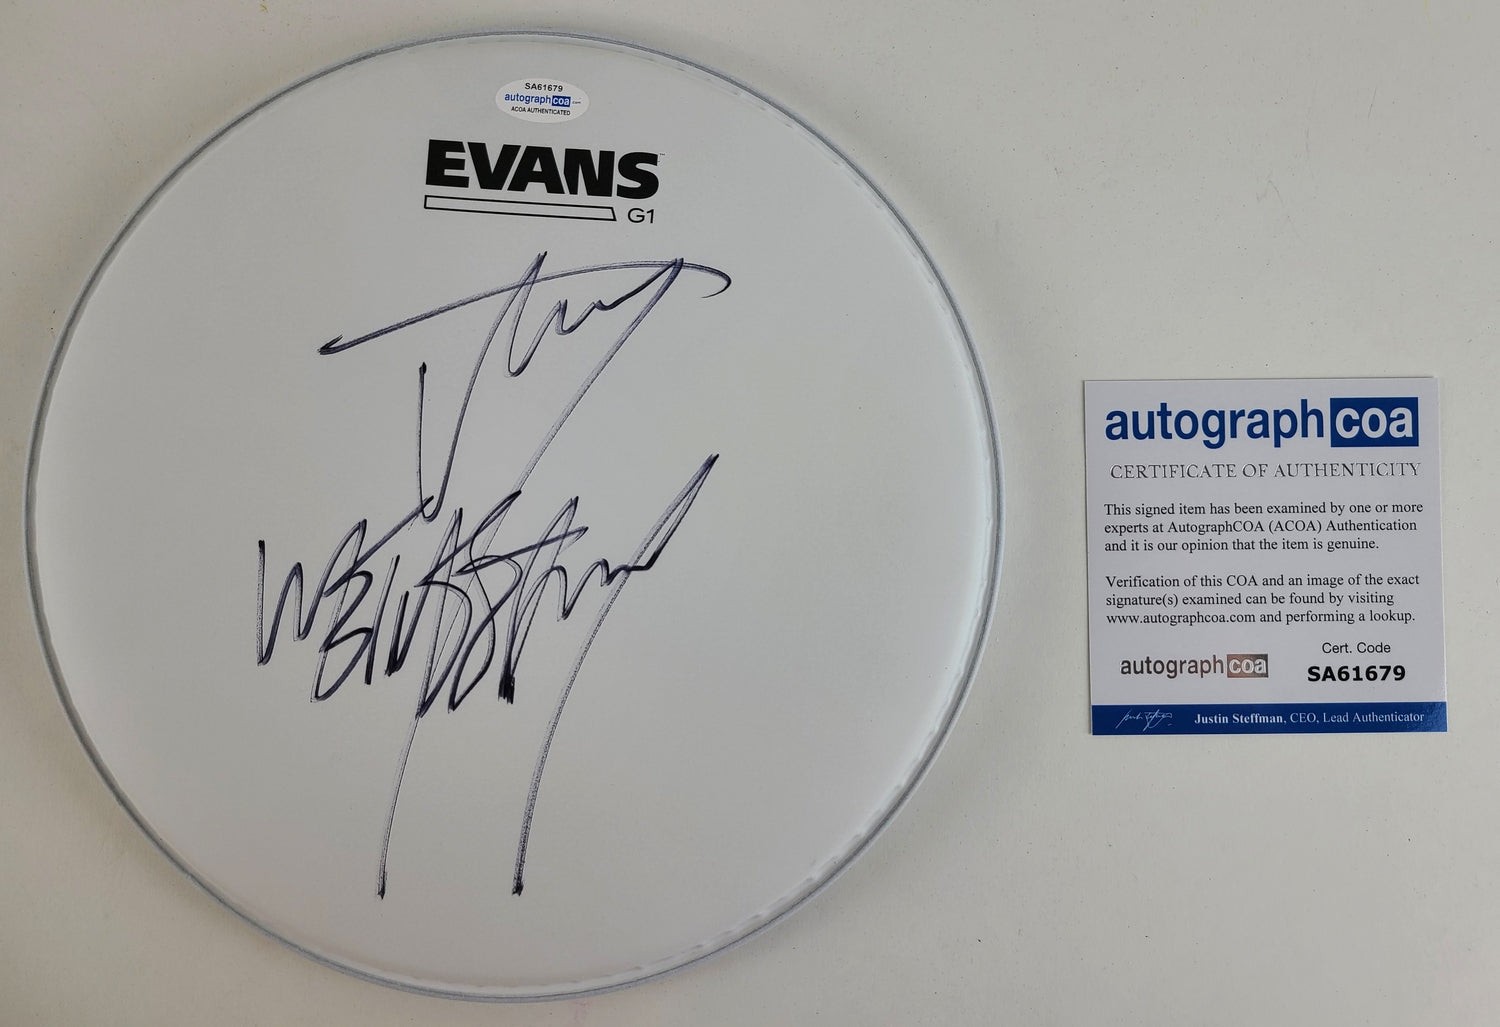 SA61679
autographcoa.com
ACOA AUTHENTICATED
EVANS™
G1
autographcoa
CERTIFICATE OF AUTHENTICITY
This signed item has been examined by one or more
experts at AutographCOA (ACOA) Authentication
and it is our opinion that the item is genuine.
Verification of this COA and an image of the exact
signature(s) examined can be found by visiting
www.autographcoa.com and performing a lookup.
Cert. Code
autographcoa SA61679
Justin Steffman, CEO, Lead Authenticator